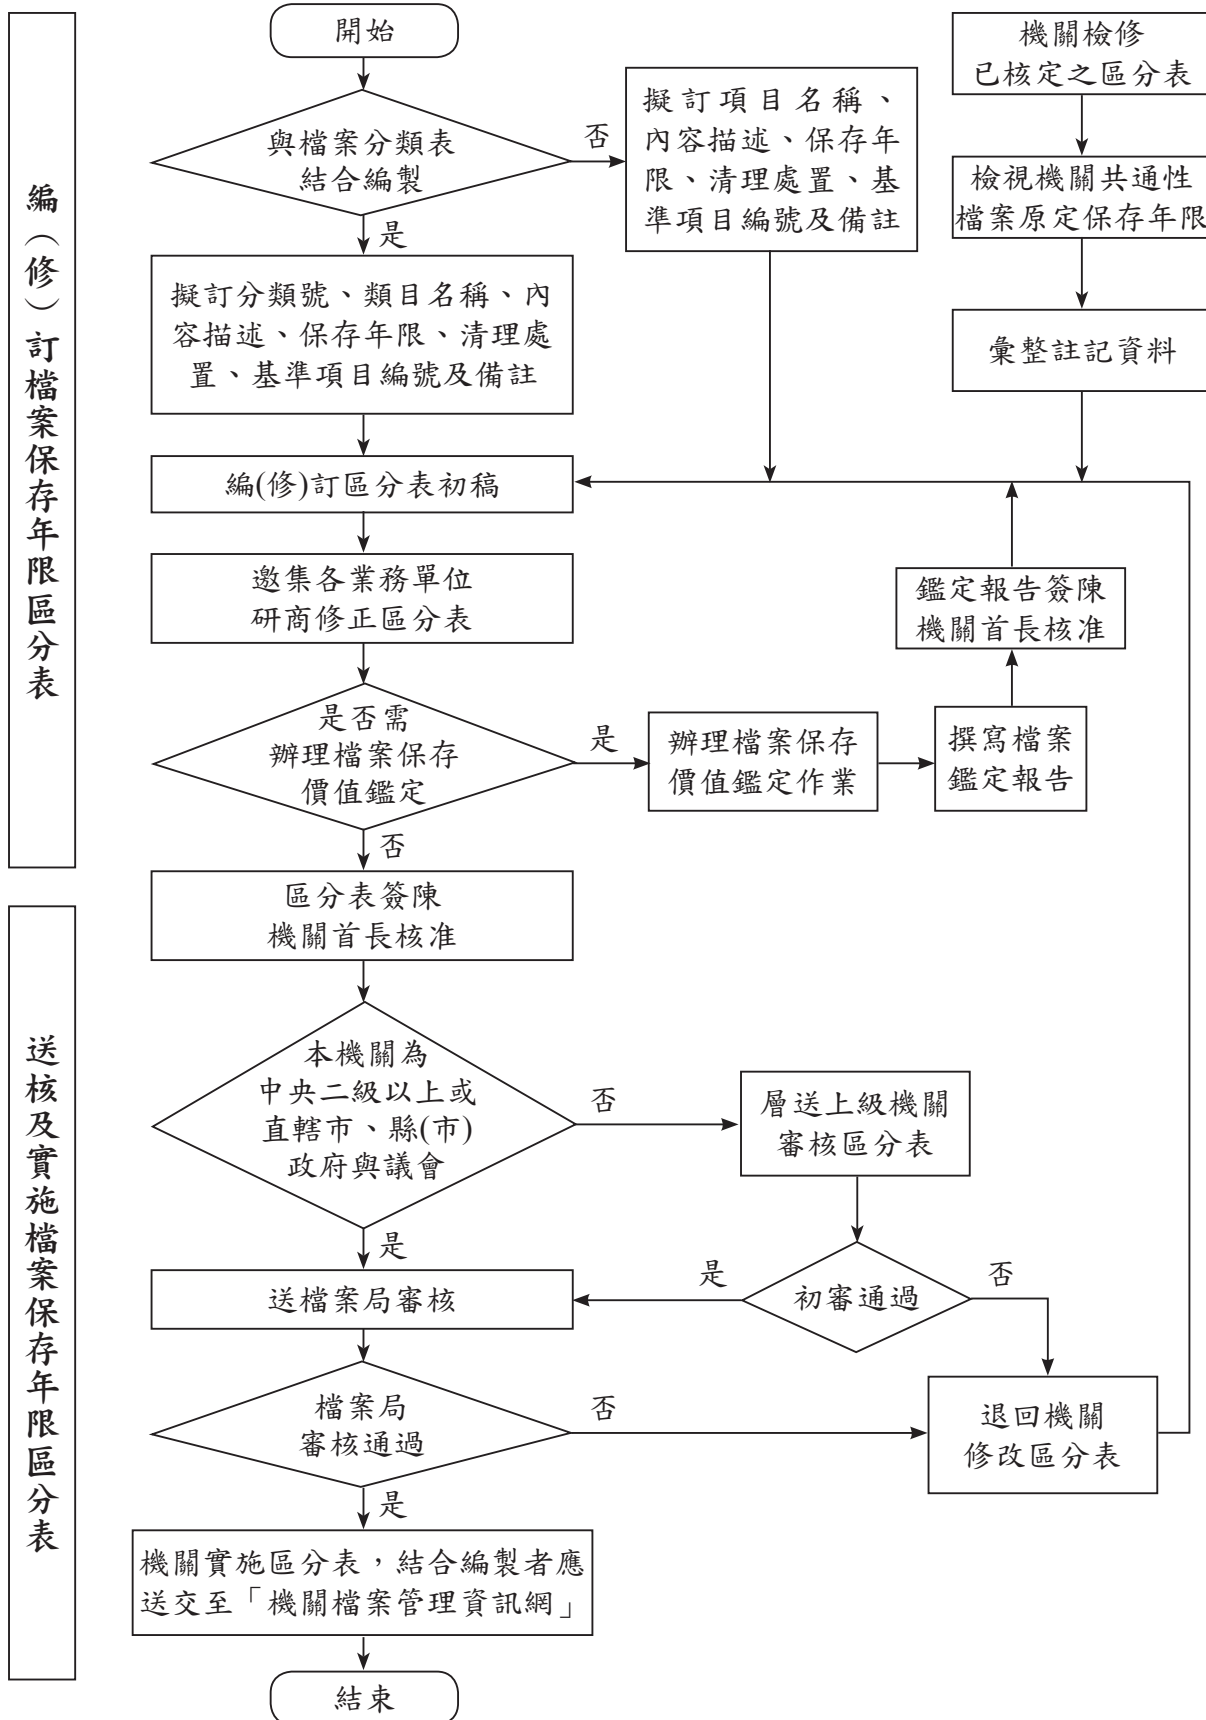 編（修）訂檔案保存年限區分表
開始
與檔案分類表
結合編製
否
是
擬訂項目名稱、
內容描述、保存年
限、清理處置、基
準項目編號及備註
機關檢修
已核定之區分表
檢視機關共通性
檔案原定保存年限
彙整註記資料
擬訂分類號、類目名稱、內
容描述、保存年限、清理處
置、基準項目編號及備註
編(修)訂區分表初稿
邀集各業務單位
研商修正區分表
是否需
辦理檔案保存
價值鑑定
是
否
辦理檔案保存
價值鑑定作業
撰寫檔案
鑑定報告
鑑定報告簽陳
機關首長核准
區分表簽陳
機關首長核准
送核及實施檔案保存年限區分表
本機關為
中央二級以上或
直轄市、縣(市)
政府與議會
否
是
層送上級機關
審核區分表
初審通過
是
否
送檔案局審核
檔案局
審核通過
否
是
退回機關
修改區分表
機關實施區分表，結合編製者應
送交至「機關檔案管理資訊網」
結束